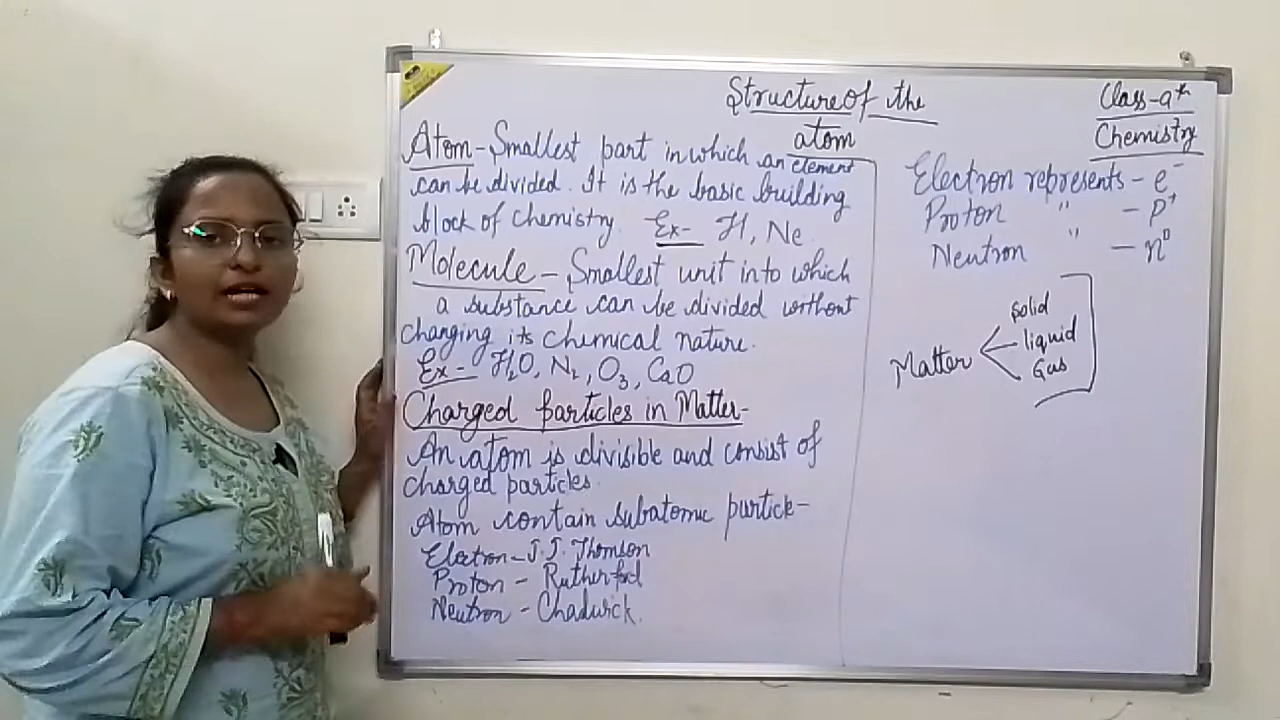 Structure of the
atom
Class-9th
Chemistry
Atom - Smallest part in which an element
can be divided. It is the basic building
block of Chemistry. Ex- H, Ne.
Molecule - Smallest unit into which
a substance can be divided without
changing its chemical nature.
Ex- H2O, N2, O3, CaO
Charged particles in Matter-
An atom is divisible and consist of
charged particles.
Atom contain subatomic particle-
Electron - J.J. Thomson
Proton - Rutherford
Neutron - Chadwick.
Electron represents - e⁻
Proton " - P⁺
Neutron " - n⁰
Matter
solid
liquid
Gas